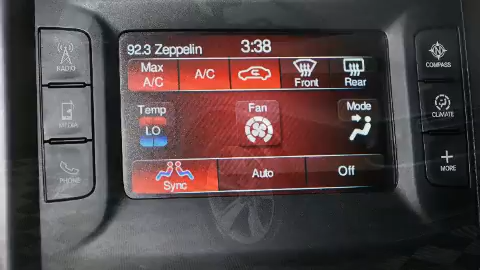 92.3 Zeppelin 3:38
Max A/C A/C Front Rear
Temp Fan Mode
LO
Sync Auto Off
RADIO
MEDIA
PHONE
COMPASS
CLIMATE
MORE